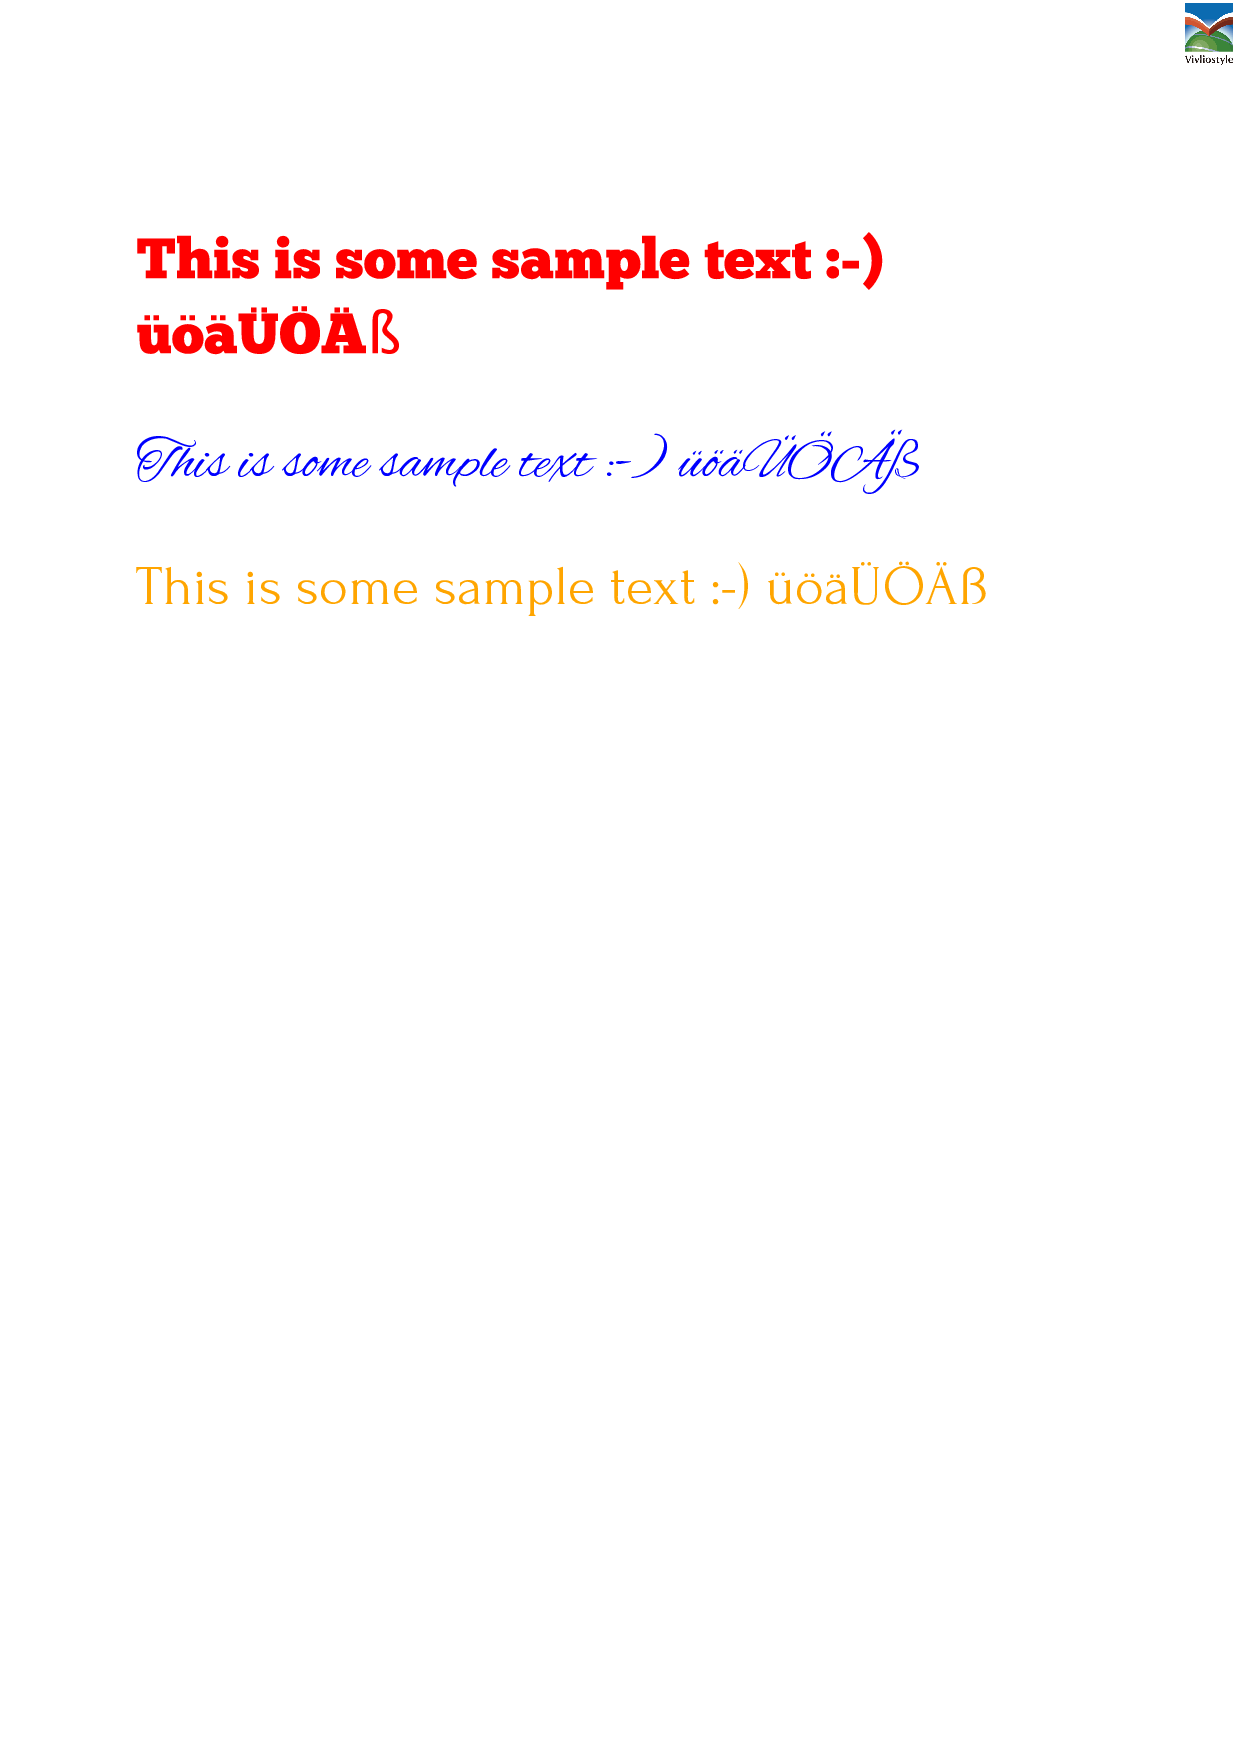 Vivliostyle
This is some sample text :-)
üöäÜÖÄß
This is some sample text :-) üöäÜÖÄß
This is some sample text :-) üöäÜÖÄß